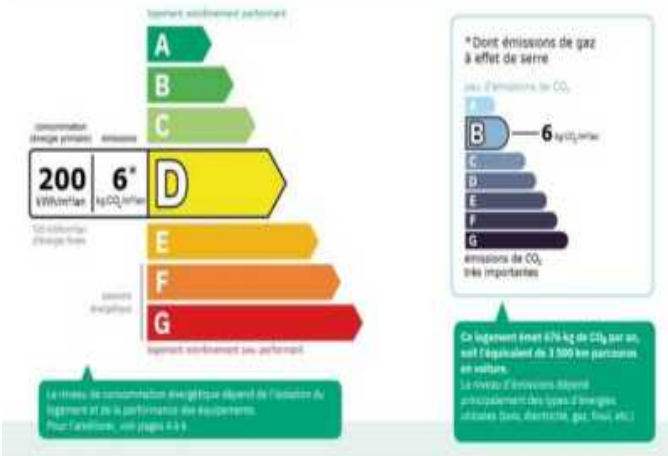 logement extrêmement performant
A
B
C
consommation
(énergie primaire)
émissions
200
kWh/m²/an
6*
kg CO₂/m²/an
D
d'énergie finale
E
F
G
passoire
énergétique
logement extrêmement peu performant
Le niveau de consommation énergétique dépend de l'isolation du
logement et de la performance des équipements.
Pour l'améliorer, voir pages 4 à 6
*Dont émissions de gaz
à effet de serre
peu d'émissions de CO₂
A
B
6 kg CO₂/m²/an
C
D
E
F
G
émissions de CO₂
très importantes
Ce logement émet 676 kg de CO₂ par an,
soit l'équivalent de 3 500 km parcourus
en voiture.
Le niveau d'émissions dépend
principalement des types d'énergies
utilisées (bois, électricité, gaz, fioul, etc.)